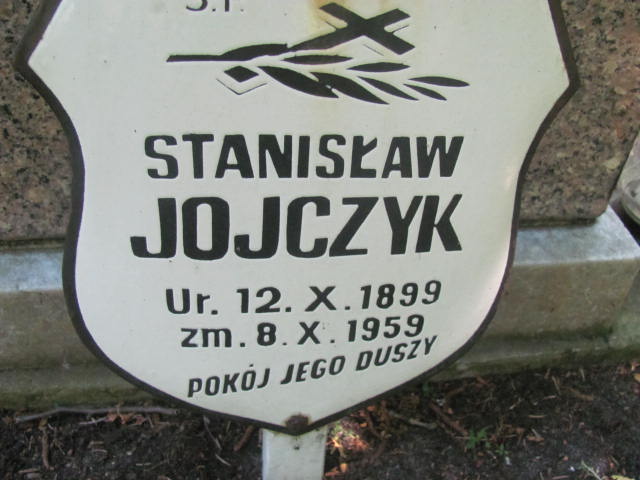 STANISŁAW
JOJCZYK
Ur. 12. X. 1899
zm. 8. X. 1959
POKÓJ JEGO DUSZY